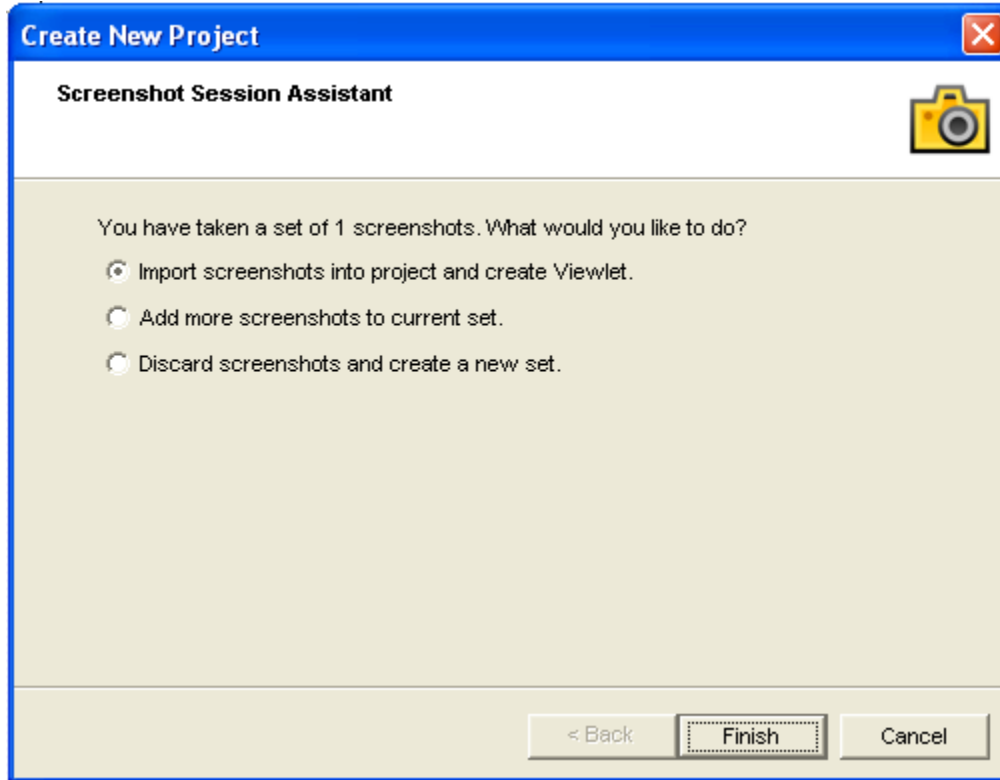 Create New Project
Screenshot Session Assistant
You have taken a set of 1 screenshots. What would you like to do?
Import screenshots into project and create Viewlet.
Add more screenshots to current set.
Discard screenshots and create a new set.
< Back Finish Cancel